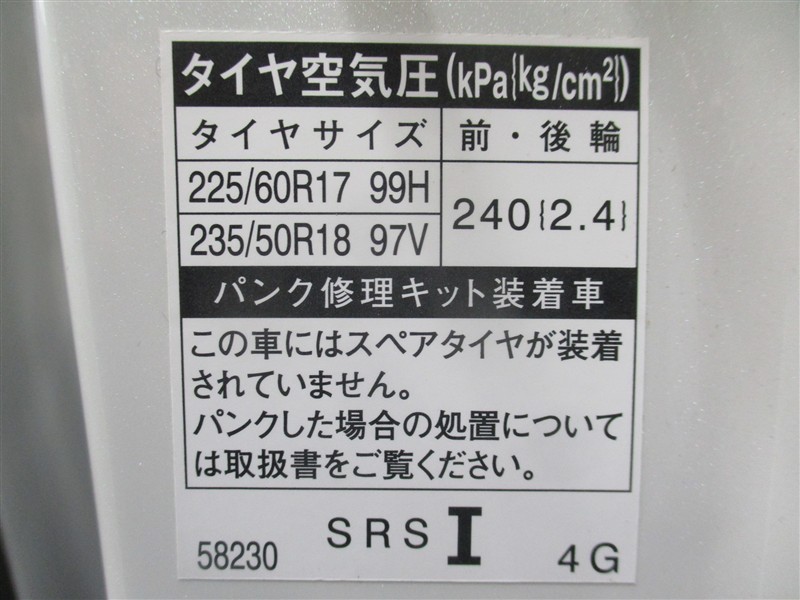 タイヤ空気圧(kPa{kg/cm²})
タイヤサイズ 前・後輪
225/60R17 99H
240{2.4}
235/50R18 97V
パンク修理キット装着車
この車にはスペアタイヤが装着
されていません。
パンクした場合の処置について
は取扱書をご覧ください。
58230 SRS I 4G